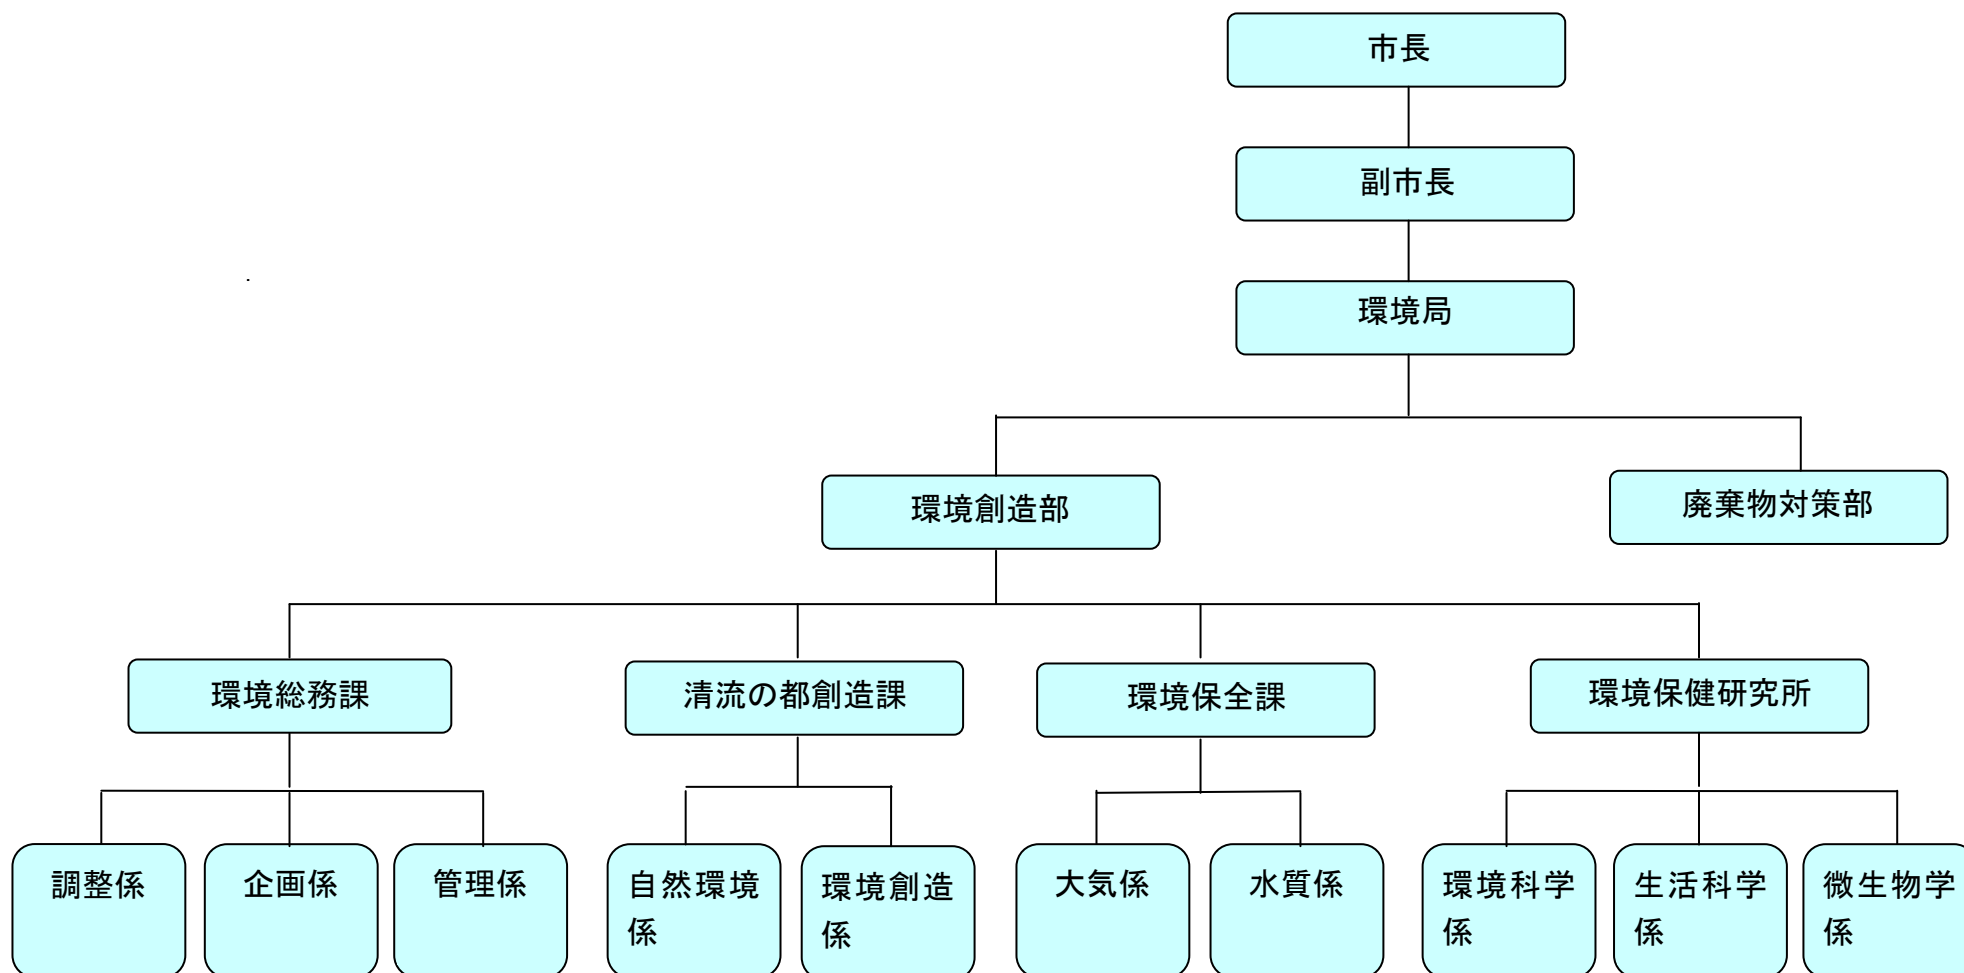 市長
副市長
環境局
環境創造部
廃棄物対策部
環境総務課
清流の都創造課
環境保全課
環境保健研究所
調整係
企画係
管理係
自然環境
係
環境創造
係
大気係
水質係
環境科学
係
生活科学
係
微生物学
係